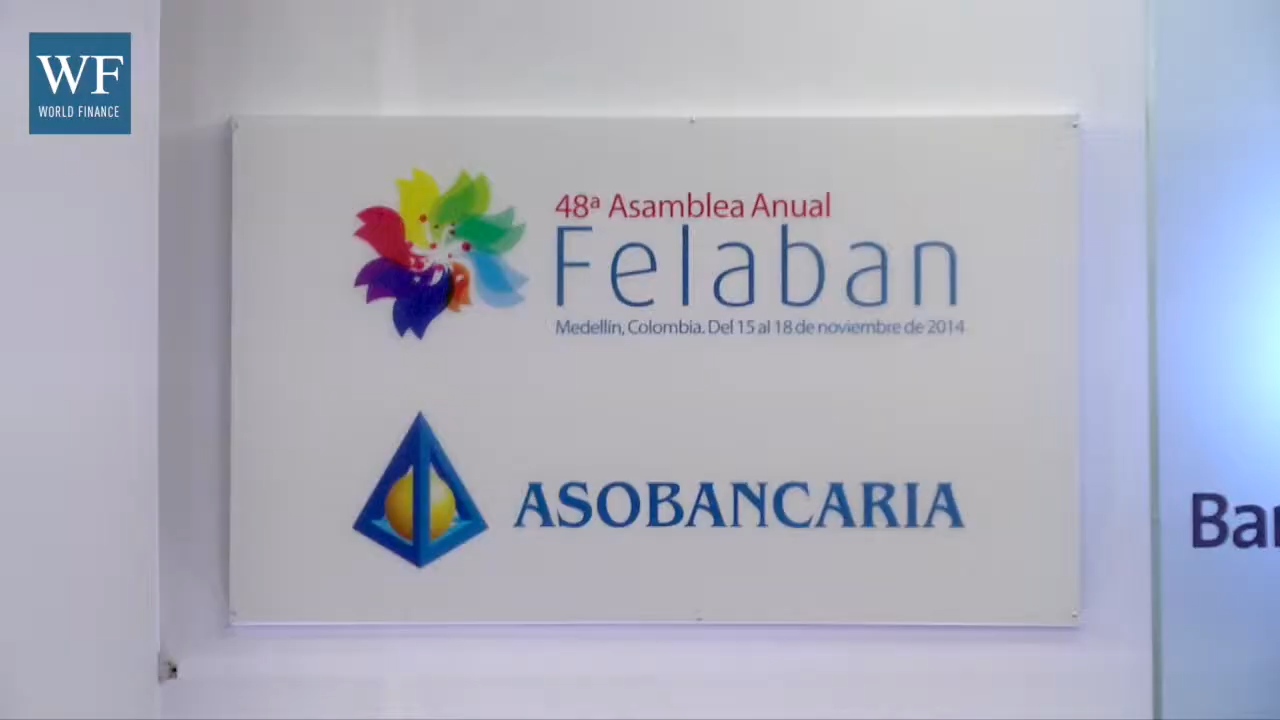 WF
WORLD FINANCE
48ª Asamblea Anual
Felaban
Medellín, Colombia. Del 15 al 18 de noviembre de 2014
ASOBANCARIA